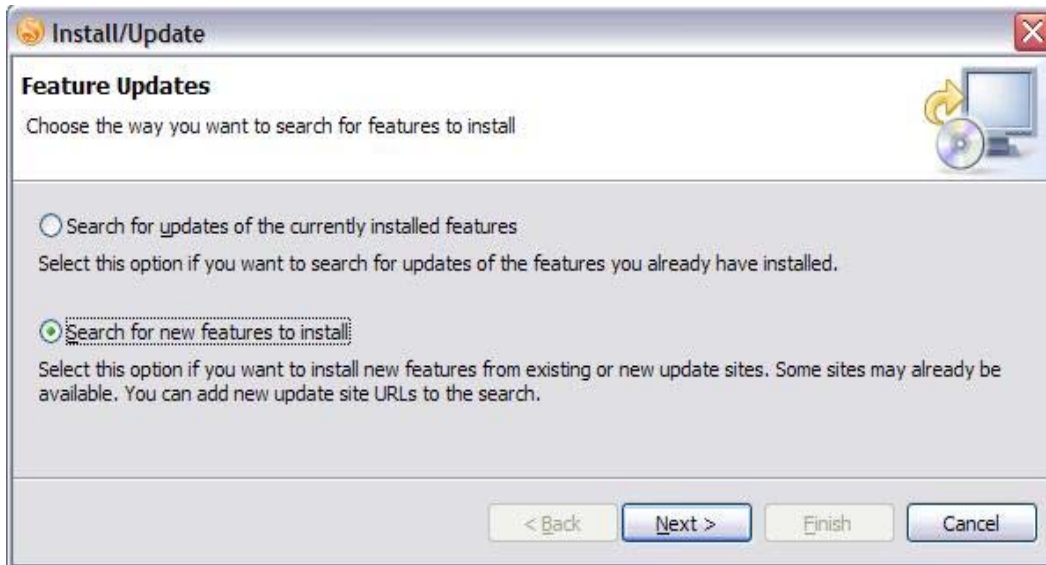 Install/Update
Feature Updates
Choose the way you want to search for features to install
Search for updates of the currently installed features
Select this option if you want to search for updates of the features you already have installed.
Search for new features to install
Select this option if you want to install new features from existing or new update sites. Some sites may already be
available. You can add new update site URLs to the search.
< Back Next > Finish Cancel